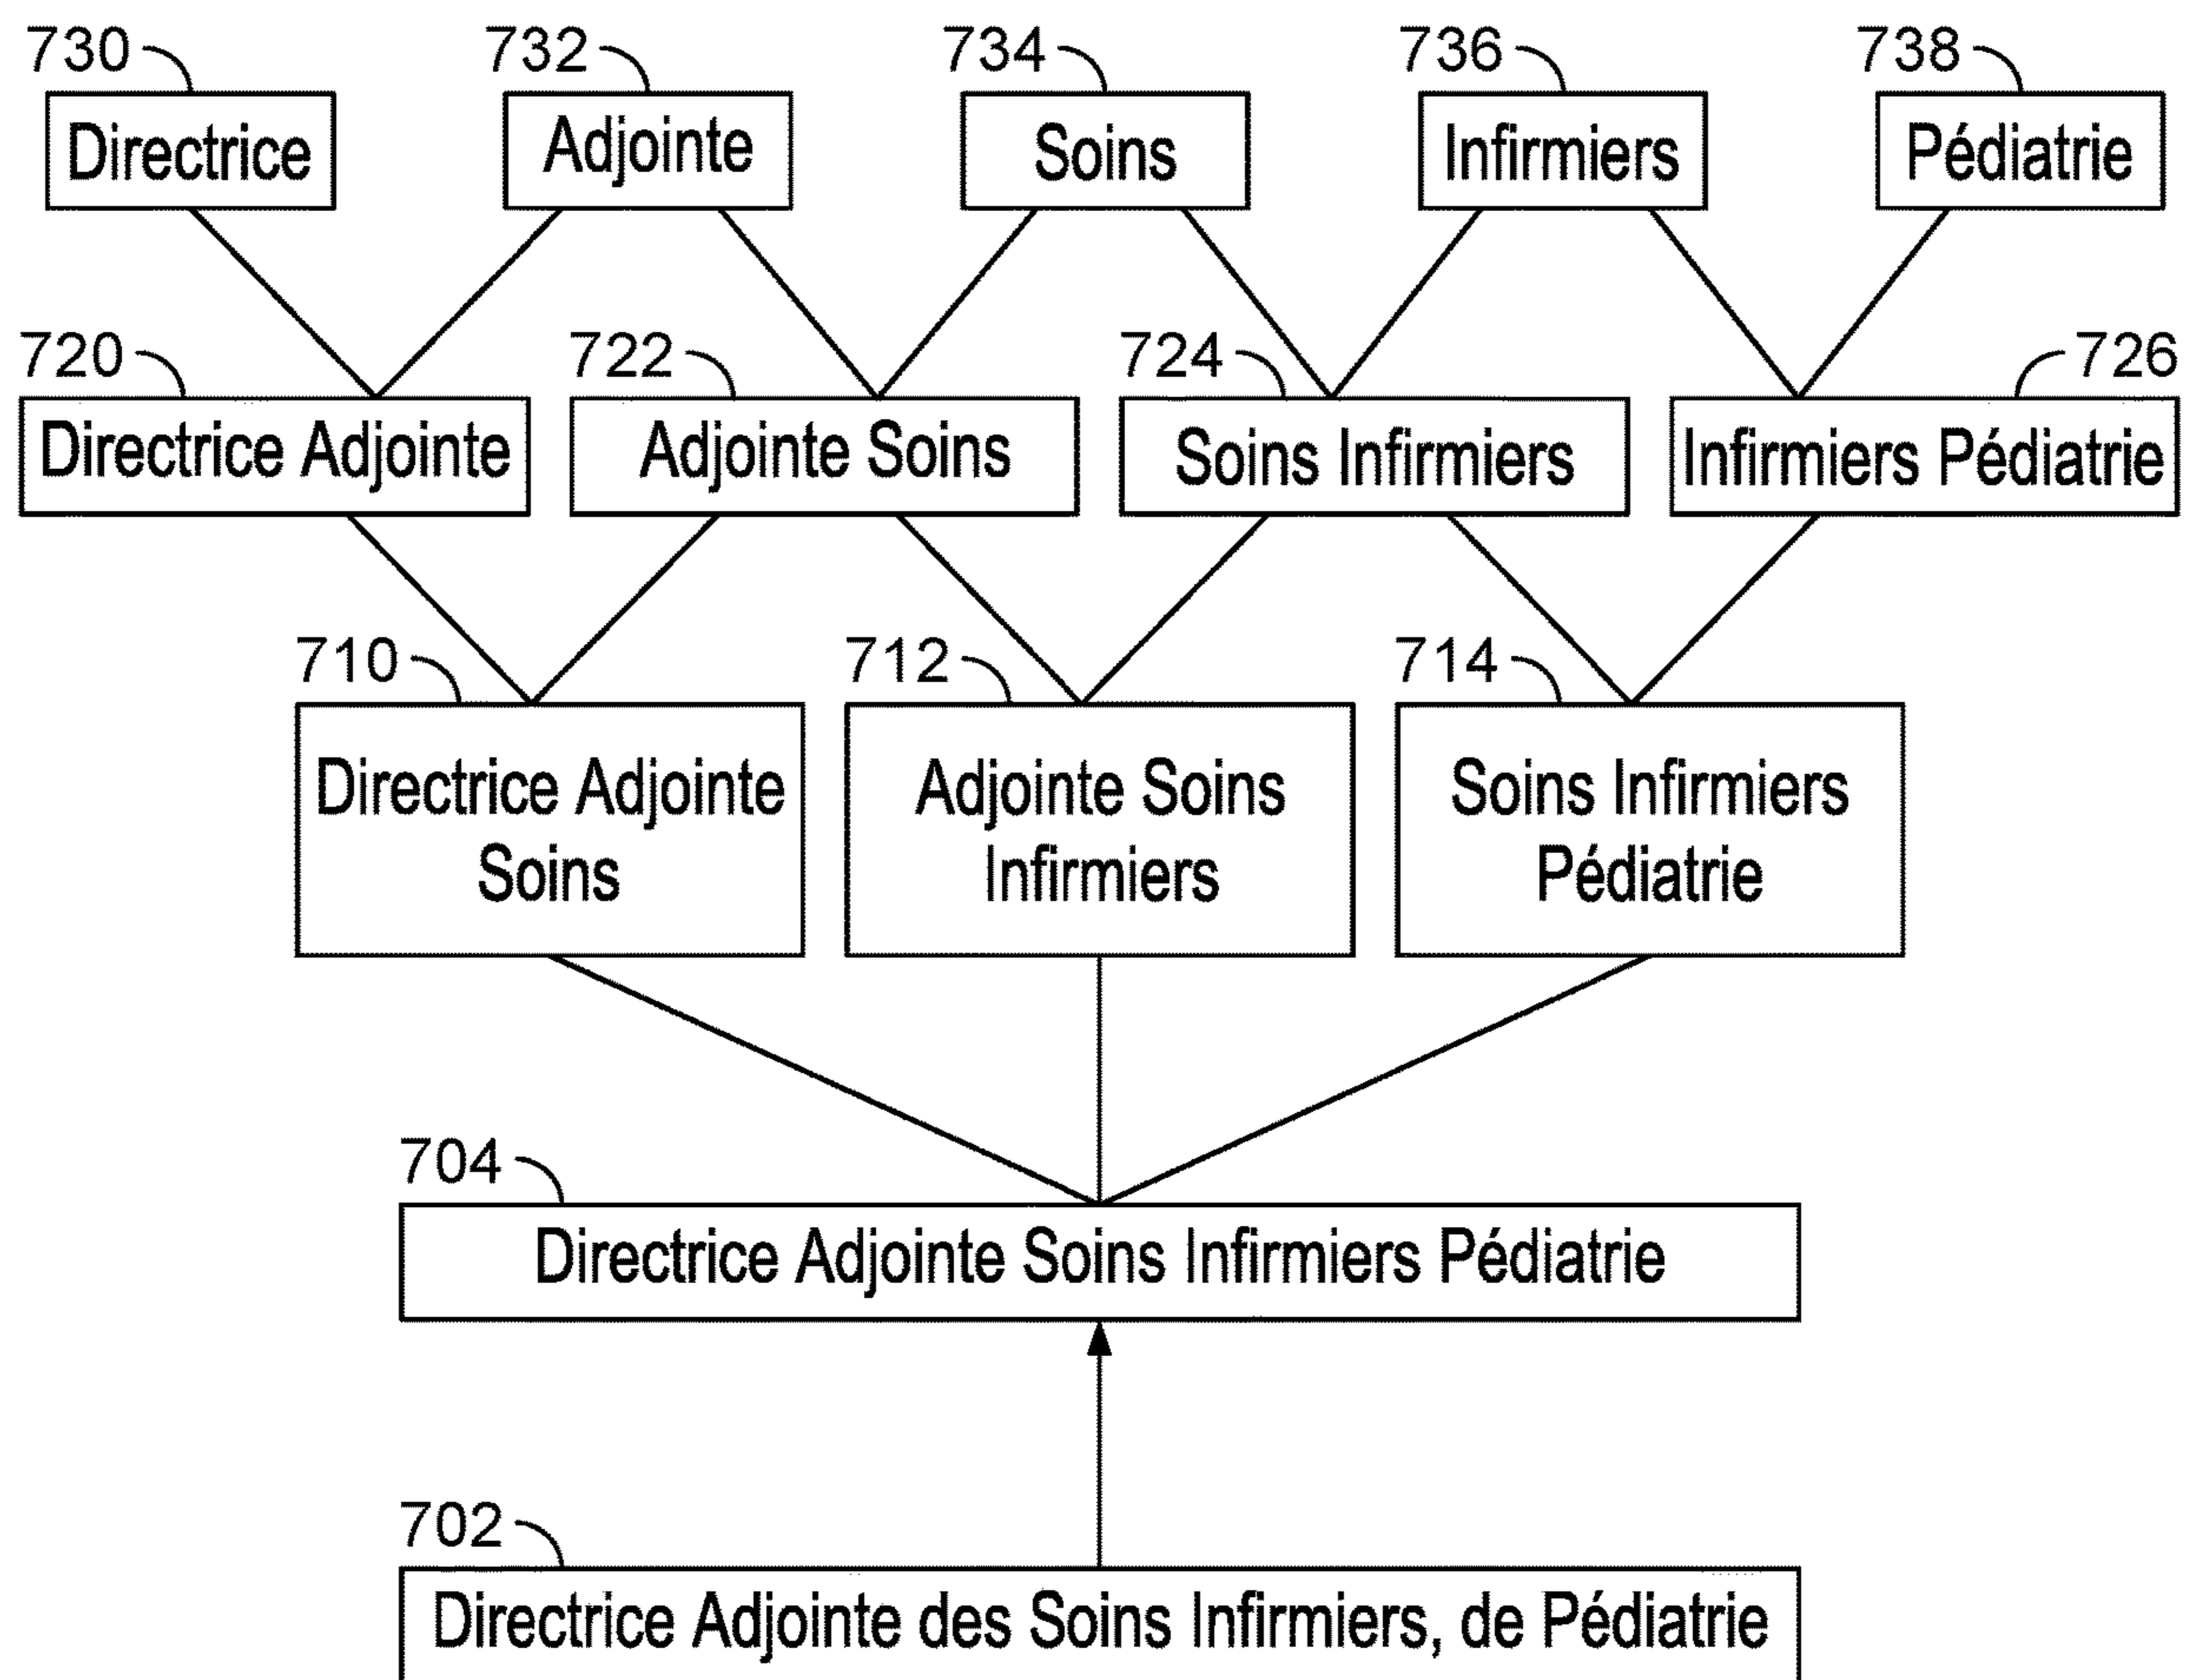 730 732 734 736 738
Directrice Adjointe Soins Infirmiers Pédiatrie
720 722 724 726
Directrice Adjointe Adjointe Soins Soins Infirmiers Infirmiers Pédiatrie
710 712 714
Directrice Adjointe
Soins
Adjointe Soins
Infirmiers
Soins Infirmiers
Pédiatrie
704
Directrice Adjointe Soins Infirmiers Pédiatrie
702
Directrice Adjointe des Soins Infirmiers, de Pédiatrie